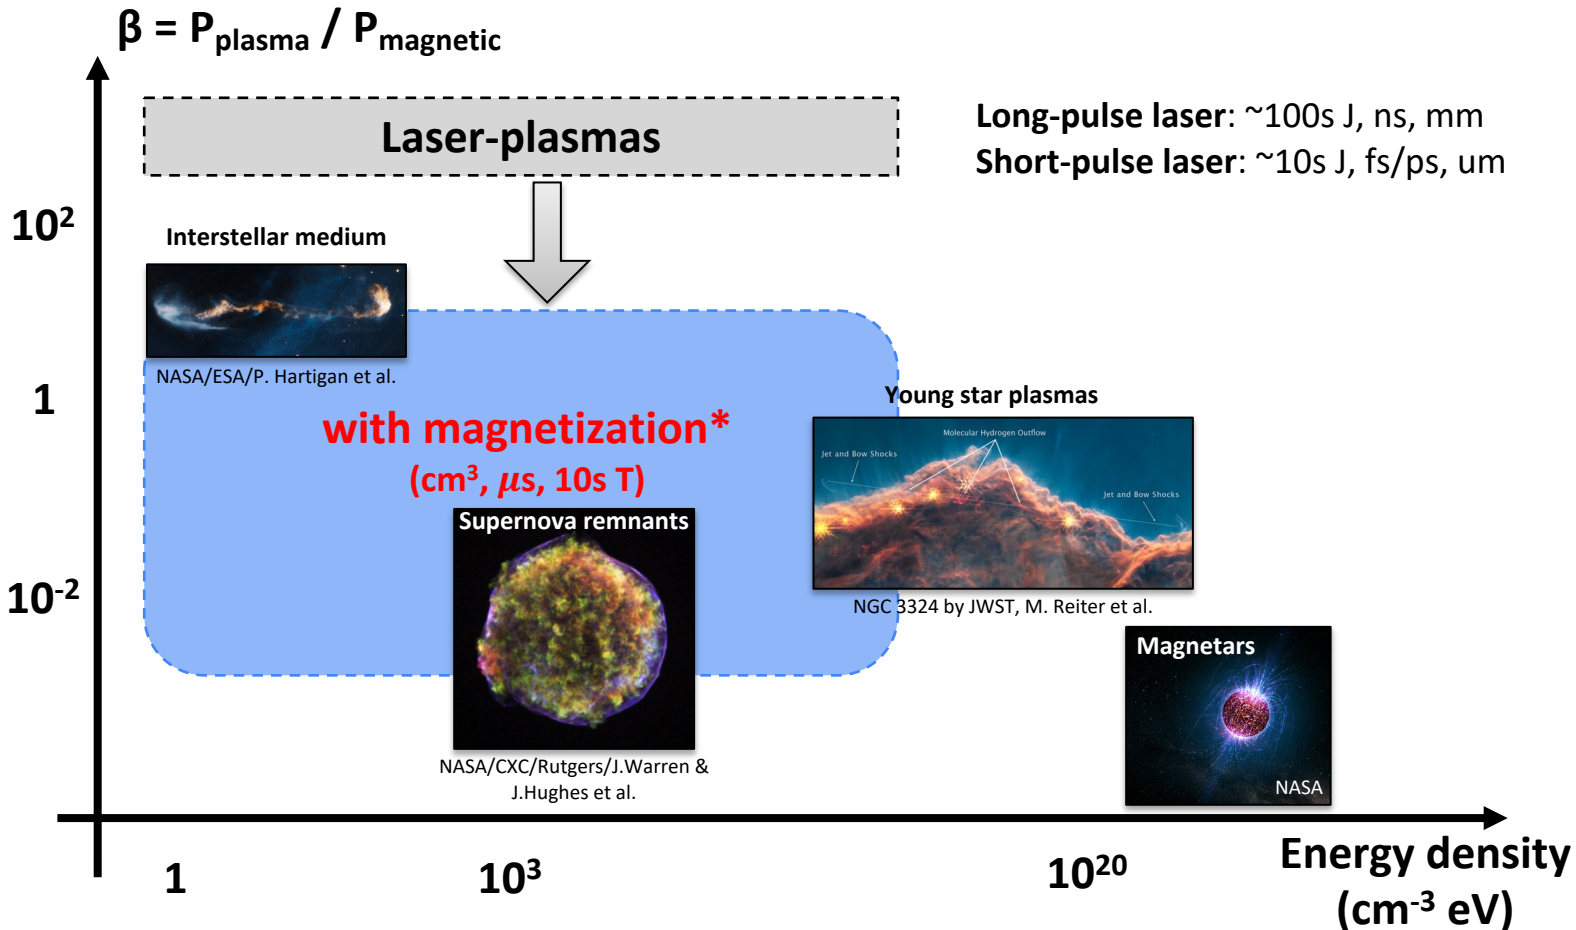 β = P_plasma / P_magnetic
Laser-plasmas
Long-pulse laser: ~100s J, ns, mm
Short-pulse laser: ~10s J, fs/ps, um
10²
Interstellar medium
NASA/ESA/P. Hartigan et al.
1
Young star plasmas
with magnetization*
(cm³, μs, 10s T)
Molecular Hydrogen Outflow
Jet and Bow Shocks
Jet and Bow Shocks
Supernova remnants
10⁻²
NGC 3324 by JWST, M. Reiter et al.
Magnetars
NASA
NASA/CXC/Rutgers/J.Warren &
J.Hughes et al.
1
10³
10²⁰
Energy density
(cm⁻³ eV)